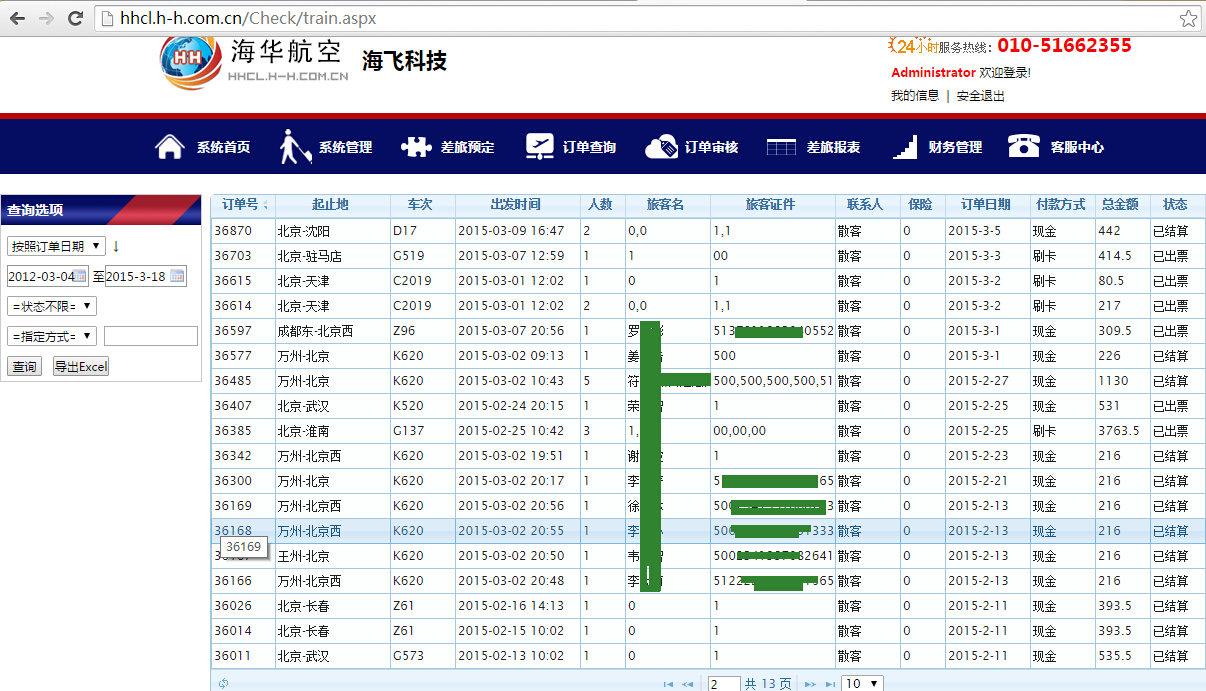 hhcl.h-h.com.cn/Check/train.aspx
海华航空 海飞科技
HHCL.H-H.COM.CN
24小时服务热线: 010-51662355
Administrator 欢迎登录!
我的信息 | 安全退出
系统首页 系统管理 差旅预定 订单查询 订单审核 差旅报表 财务管理 客服中心
查询选项
按照订单日期 ▼ ↓
2012-03-04 至 2015-3-18
=状态不限= ▼
=指定方式= ▼
查询 导出Excel
订单号 起止地 车次 出发时间 人数 旅客名 旅客证件 联系人 保险 订单日期 付款方式 总金额 状态
36870 北京-沈阳 D17 2015-03-09 16:47 2 0,0 1,1 散客 0 2015-3-5 现金 442 已结算
36703 北京-驻马店 G519 2015-03-07 12:59 1 1 00 散客 0 2015-3-3 刷卡 414.5 已出票
36615 北京-天津 C2019 2015-03-01 12:02 1 0 1 散客 0 2015-3-2 刷卡 80.5 已出票
36614 北京-天津 C2019 2015-03-01 12:02 2 0,0 1,1 散客 0 2015-3-2 刷卡 217 已出票
36597 成都东-北京西 Z96 2015-03-07 20:56 1 罗 513 0552 散客 0 2015-3-1 现金 309.5 已出票
36577 万州-北京 K620 2015-03-02 09:13 1 姜 500 散客 0 2015-3-1 现金 226 已结算
36485 万州-北京 K620 2015-03-02 10:43 5 符 500,500,500,500,51 散客 0 2015-2-27 现金 1130 已结算
36407 北京-武汉 K520 2015-02-24 20:15 1 荣 1 散客 0 2015-2-25 现金 531 已出票
36385 北京-淮南 G137 2015-02-25 10:42 3 1, 00,00,00 散客 0 2015-2-25 刷卡 3763.5 已出票
36342 万州-北京西 K620 2015-03-02 19:51 1 谢 1 散客 0 2015-2-23 现金 216 已结算
36300 万州-北京 K620 2015-03-02 20:17 1 李 5 65 散客 0 2015-2-21 现金 216 已结算
36169 万州-北京西 K620 2015-03-02 20:56 1 徐 500 3 散客 0 2015-2-13 现金 216 已结算
36168 万州-北京西 K620 2015-03-02 20:55 1 李 500 333 散客 0 2015-2-13 现金 216 已结算
36169
王州-北京 K620 2015-03-02 20:50 1 韦 500 2641 散客 0 2015-2-13 现金 216 已结算
36166 万州-北京西 K620 2015-03-02 20:48 1 李 5122 365 散客 0 2015-2-13 现金 216 已结算
36026 北京-长春 Z61 2015-02-16 14:13 1 0 1 散客 0 2015-2-11 现金 393.5 已结算
36014 北京-长春 Z61 2015-02-15 10:02 1 0 1 散客 0 2015-2-11 现金 393.5 已结算
36011 北京-武汉 G573 2015-02-13 10:02 1 0 1 散客 0 2015-2-11 现金 535.5 已结算
2 共 13 页 10 ▼